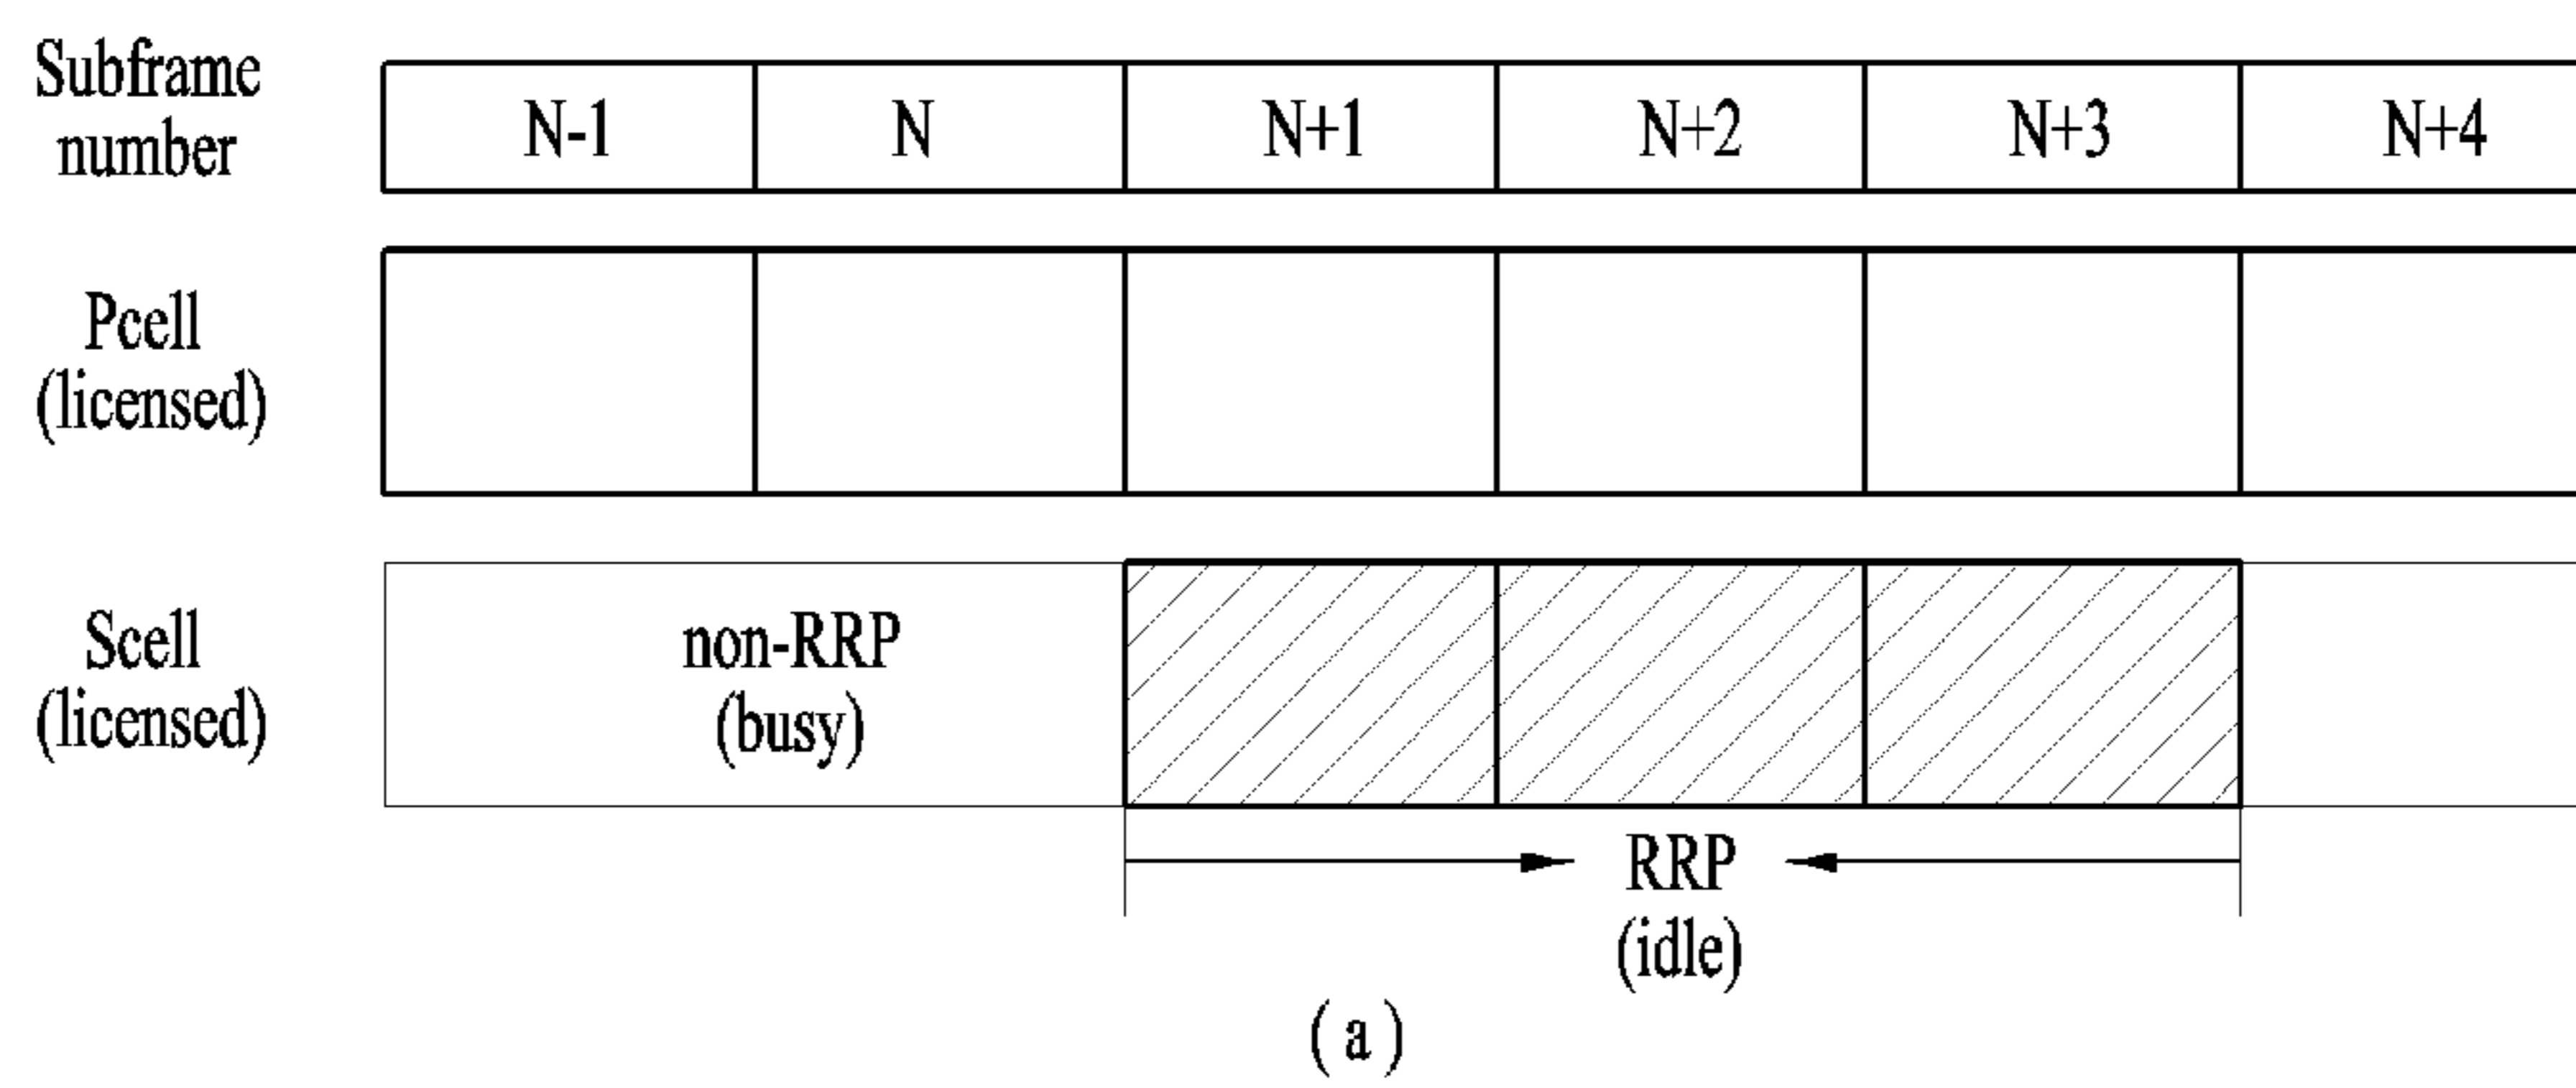 Subframe
number
N-1
N
N+1
N+2
N+3
N+4
Pcell
(licensed)
Scell
(licensed)
non-RRP
(busy)
RRP
(idle)
( a )